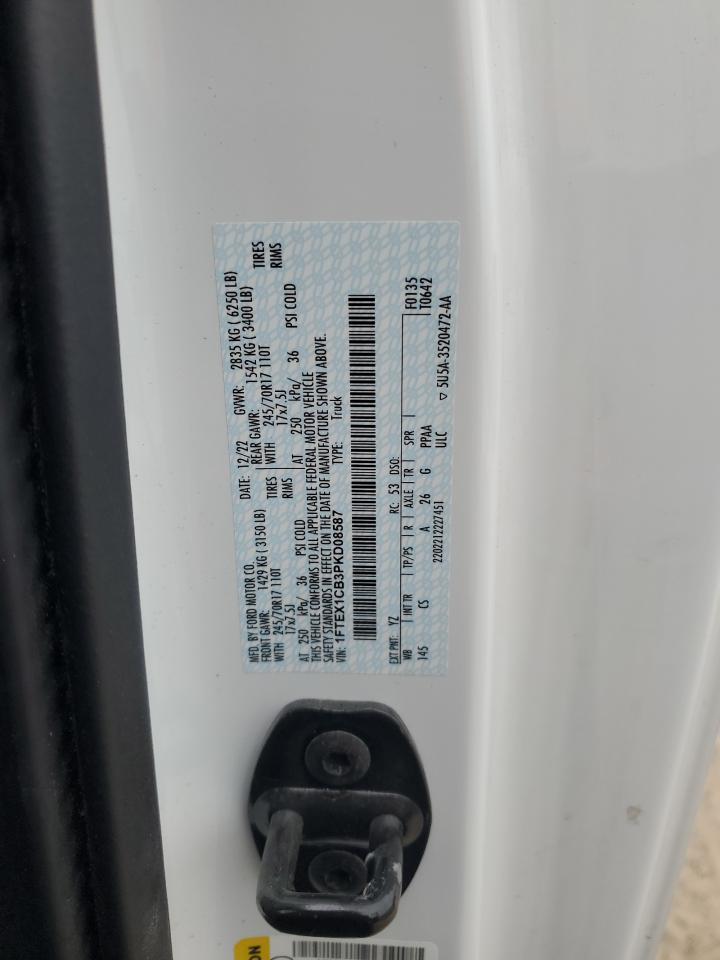 MFD. BY FORD MOTOR CO.
DATE: 12/22 GVWR: 2835 KG ( 6250 LB)
FRONT GAWR: 1429 KG ( 3150 LB) REAR GAWR: 1542 KG ( 3400 LB)
WITH 245/70R17 110T TIRES WITH 245/70R17 110T TIRES
17x7.5J RIMS 17x7.5J RIMS
AT 250 kPa/ 36 PSI COLD AT 250 kPa/ 36 PSI COLD
THIS VEHICLE CONFORMS TO ALL APPLICABLE FEDERAL MOTOR VEHICLE
SAFETY STANDARDS IN EFFECT ON THE DATE OF MANUFACTURE SHOWN ABOVE.
VIN: 1FTEX1CB3PKD08587 TYPE: Truck
EXT PNT: YZ RC: 53 DSO: F0135
WB INT TR TP/PS R AXLE TR SPR T0642
145 CS A 26 G PPAA
2202212227451 ULC ▽ 5U5A-3520472-AA
ON